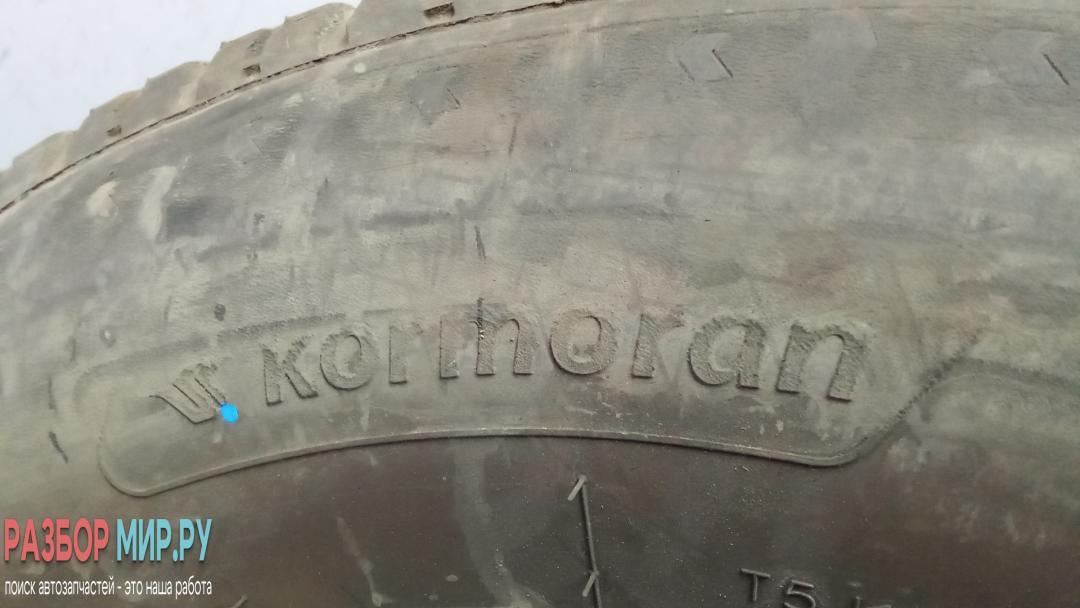 kormoran
РАЗБОР МИР.РУ
поиск автозапчастей - это наша работа